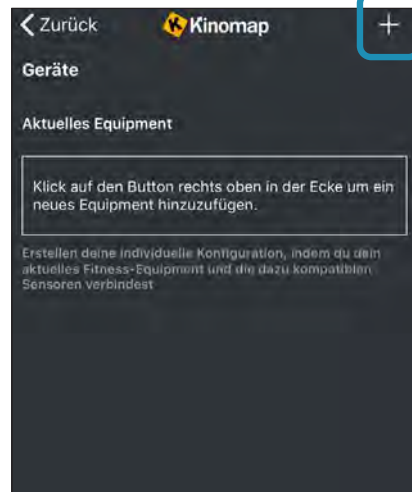 Zurück
Kinomap
Geräte
Aktuelles Equipment
Klick auf den Button rechts oben in der Ecke um ein
neues Equipment hinzuzufügen.
Erstellen deine individuelle Konfiguration, indem du dein
aktuelles Fitness-Equipment und die dazu kompatiblen
Sensoren verbindest